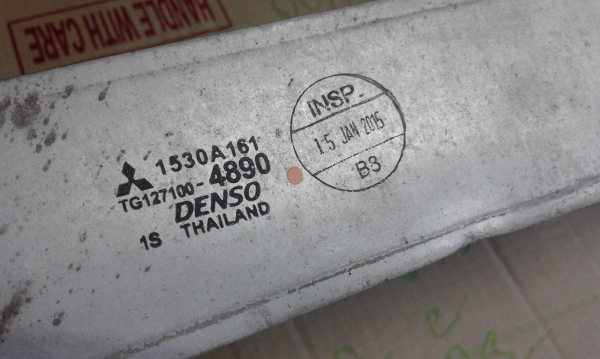 HANDLE WITH CARE
1530A161
TG127100-4890
DENSO
1S THAILAND
INSP.
15 JAN 2015
B3